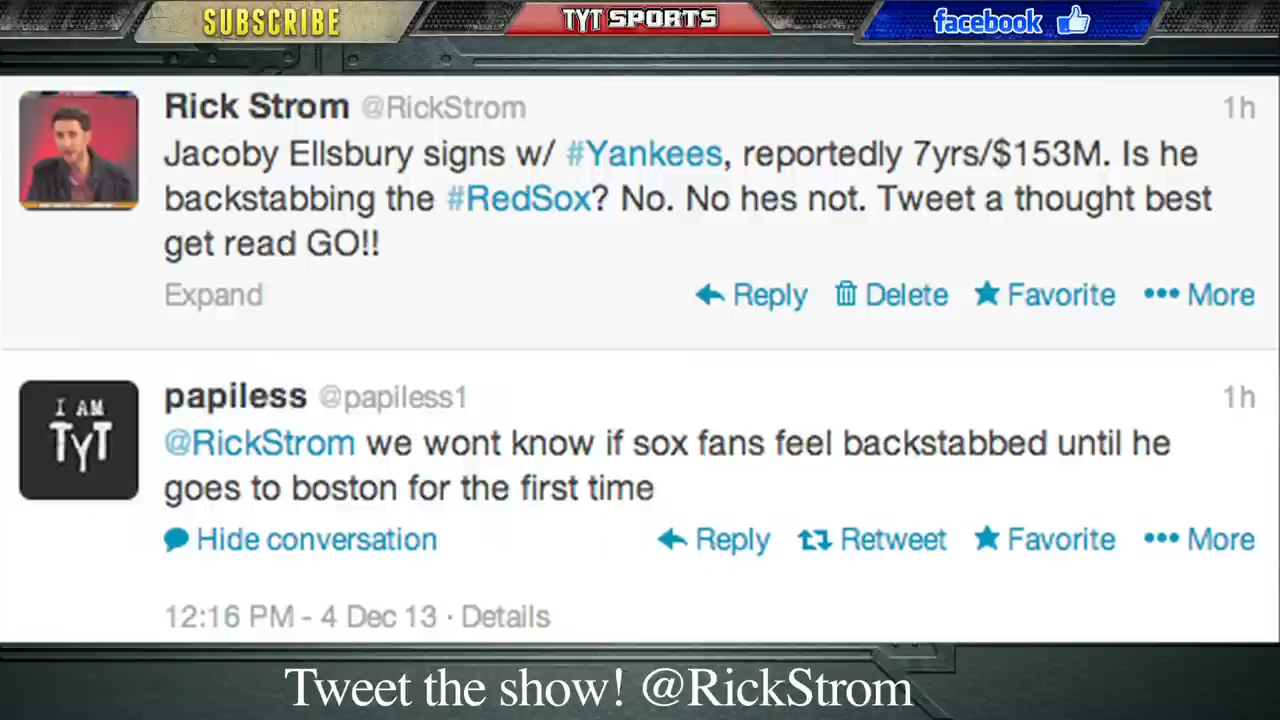 SUBSCRIBE
TYT SPORTS
facebook
Rick Strom @RickStrom 1h
Jacoby Ellsbury signs w/ #Yankees, reportedly 7yrs/$153M. Is he
backstabbing the #RedSox? No. No hes not. Tweet a thought best
get read GO!!
Expand Reply Delete Favorite More
I AM
TYT
papiless @papiless1 1h
@RickStrom we wont know if sox fans feel backstabbed until he
goes to boston for the first time
Hide conversation Reply Retweet Favorite More
12:16 PM - 4 Dec 13 · Details
Tweet the show! @RickStrom